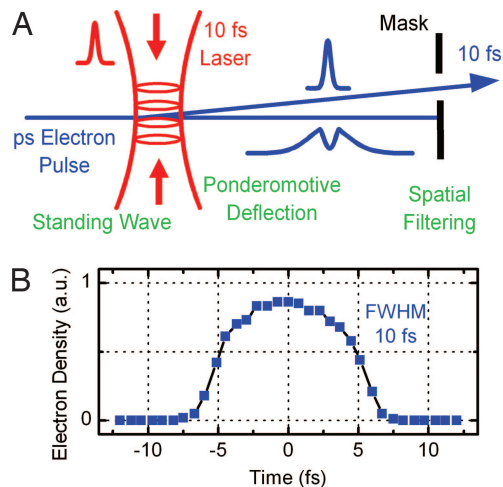 A
10 fs
Laser
Mask
10 fs
ps Electron
Pulse
Ponderomotive
Deflection
Standing Wave
Spatial
Filtering
B
Electron Density (a.u.)
1
0
FWHM
10 fs
-10
-5
0
5
10
Time (fs)